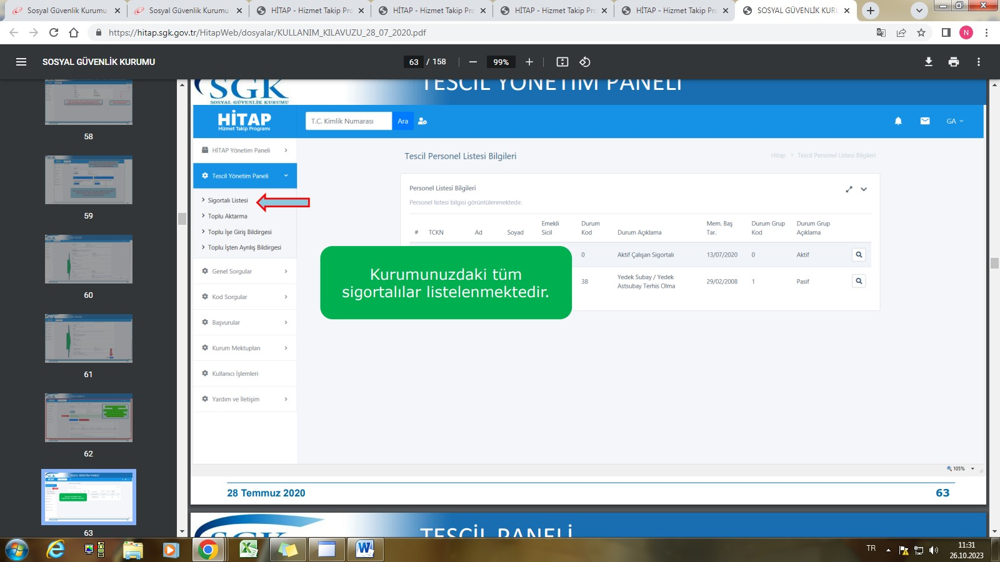 Sosyal Güvenlik Kurumu
Sosyal Güvenlik Kurumu
HİTAP - Hizmet Takip Pro
HİTAP - Hizmet Takip Pro
HİTAP - Hizmet Takip Pro
HİTAP - Hizmet Takip Pro
SOSYAL GÜVENLİK KURU
https://hitap.sgk.gov.tr/HitapWeb/dosyalar/KULLANIM_KILAVUZU_28_07_2020.pdf
N
SOSYAL GÜVENLİK KURUMU
63 / 158
99%
58
59
60
61
62
63
SGK
SOSYAL GÜVENLİK KURUMU
TESCİL YÖNETİM PANELİ
HİTAP
Hizmet Takip Programı
T.C. Kimlik Numarası
Ara
GA
HİTAP Yönetim Paneli
Tescil Yönetim Paneli
Sigortalı Listesi
Toplu Aktarma
Toplu İşe Giriş Bildirgesi
Toplu İşten Ayrılış Bildirgesi
Genel Sorgular
Kod Sorgular
Başvurular
Kurum Mektupları
Kullanıcı İşlemleri
Yardım ve İletişim
Tescil Personel Listesi Bilgileri
Hitap > Tescil Personel Listesi Bilgileri
Personel Listesi Bilgileri
Personel listesi bilgisi görüntülenmektedir.
# TCKN Ad Soyad Emekli Sicil Durum Kod Durum Açıklama Mem. Baş Tar. Durum Grup Kod Durum Grup Açıklama
0 Aktif Çalışan Sigortalı 13/07/2020 0 Aktif
38 Yedek Subay / Yedek Astsubay Terhis Olma 29/02/2008 1 Pasif
Kurumunuzdaki tüm
sigortalılar listelenmektedir.
105%
28 Temmuz 2020
63
SGK
TESCİL PANELİ
TR
11:31
26.10.2023